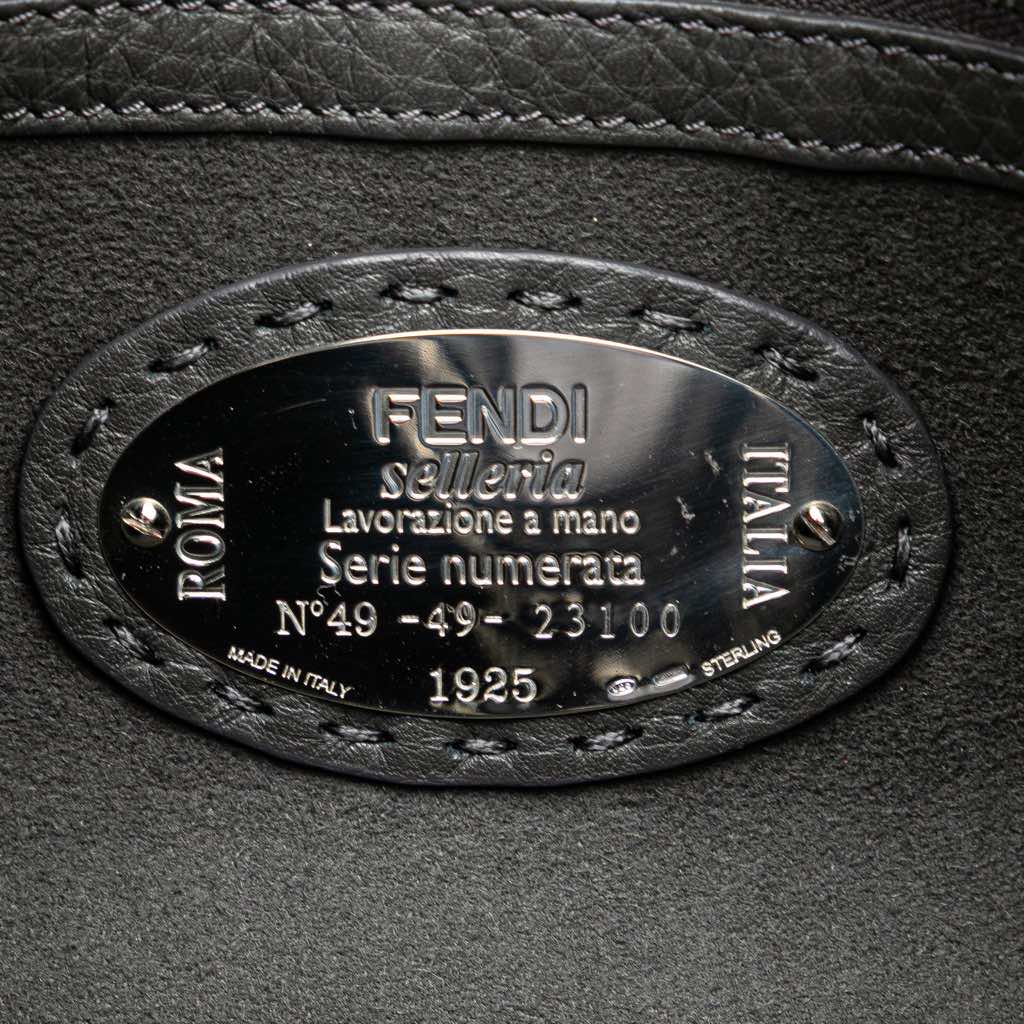 FENDI
selleria
Lavorazione a mano
Serie numerata
N°49 -49- 23100
1925
ROMA
ITALIA
MADE IN ITALY
STERLING